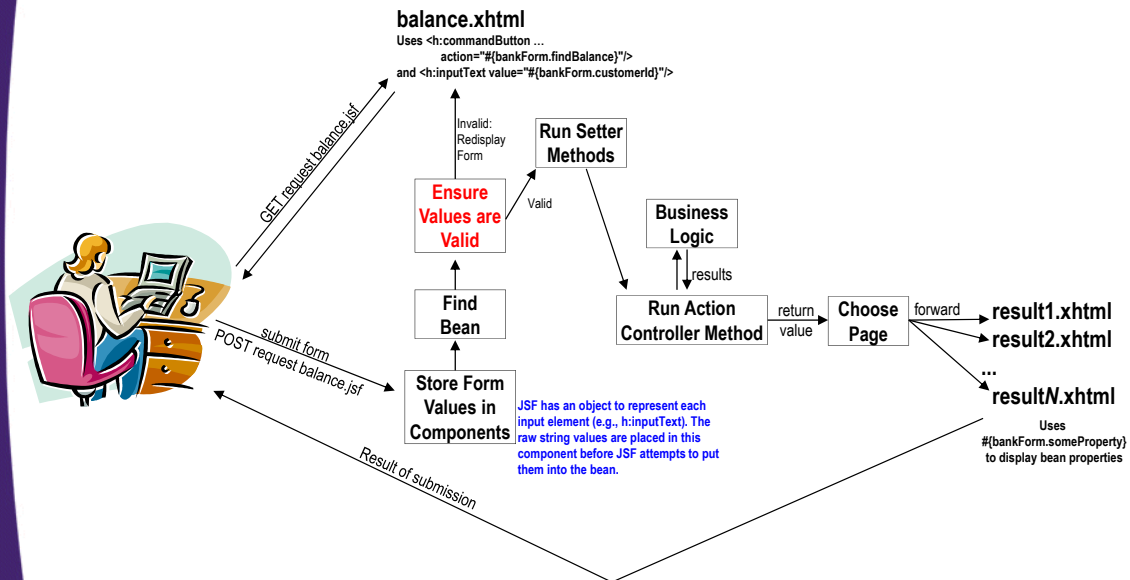 balance.xhtml
Uses <h:commandButton …
action="#{bankForm.findBalance}"/>
and <h:inputText value="#{bankForm.customerId}"/>
GET request balance.jsf
Invalid:
Redisplay
Form
Run Setter
Methods
Ensure
Values are
Valid
Valid
Business
Logic
results
Find
Bean
Run Action
Controller Method
return
value
Choose
Page
forward
result1.xhtml
result2.xhtml
...
resultN.xhtml
Uses
#{bankForm.someProperty}
to display bean properties
submit form
POST request balance.jsf
Store Form
Values in
Components
JSF has an object to represent each
input element (e.g., h:inputText). The
raw string values are placed in this
component before JSF attempts to put
them into the bean.
Result of submission